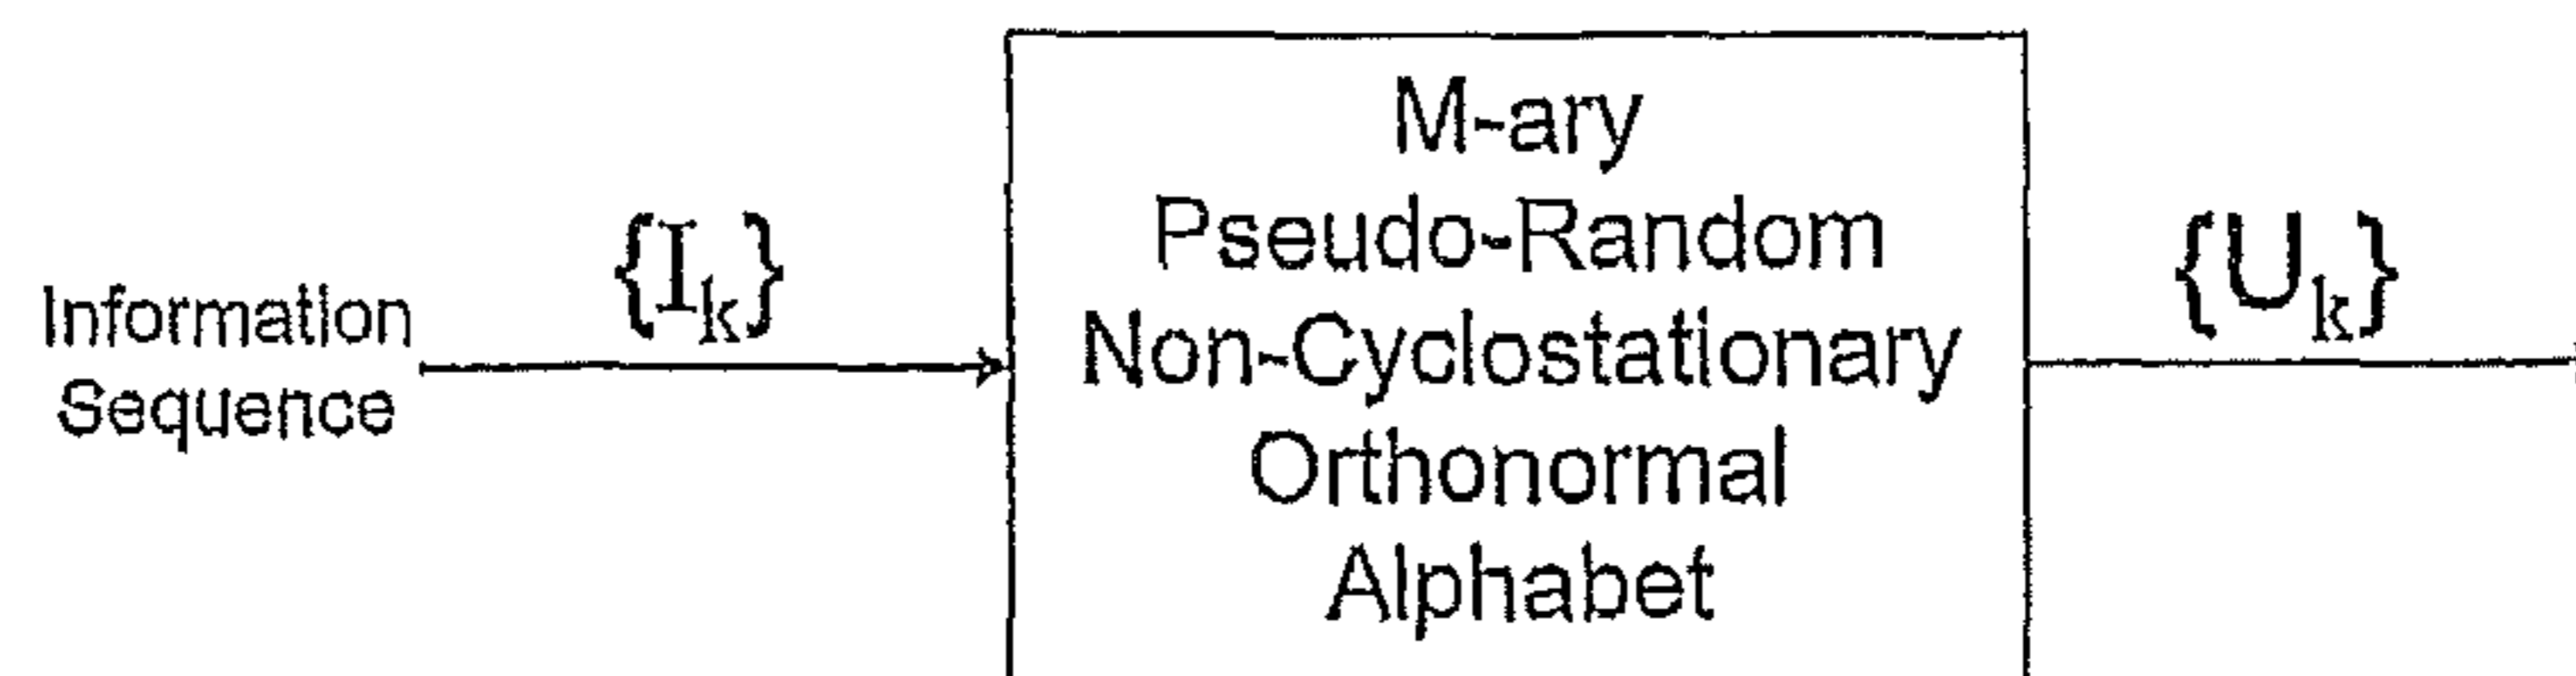 Information
Sequence
{I_k}
M-ary
Pseudo-Random
Non-Cyclostationary
Orthonormal
Alphabet
{U_k}